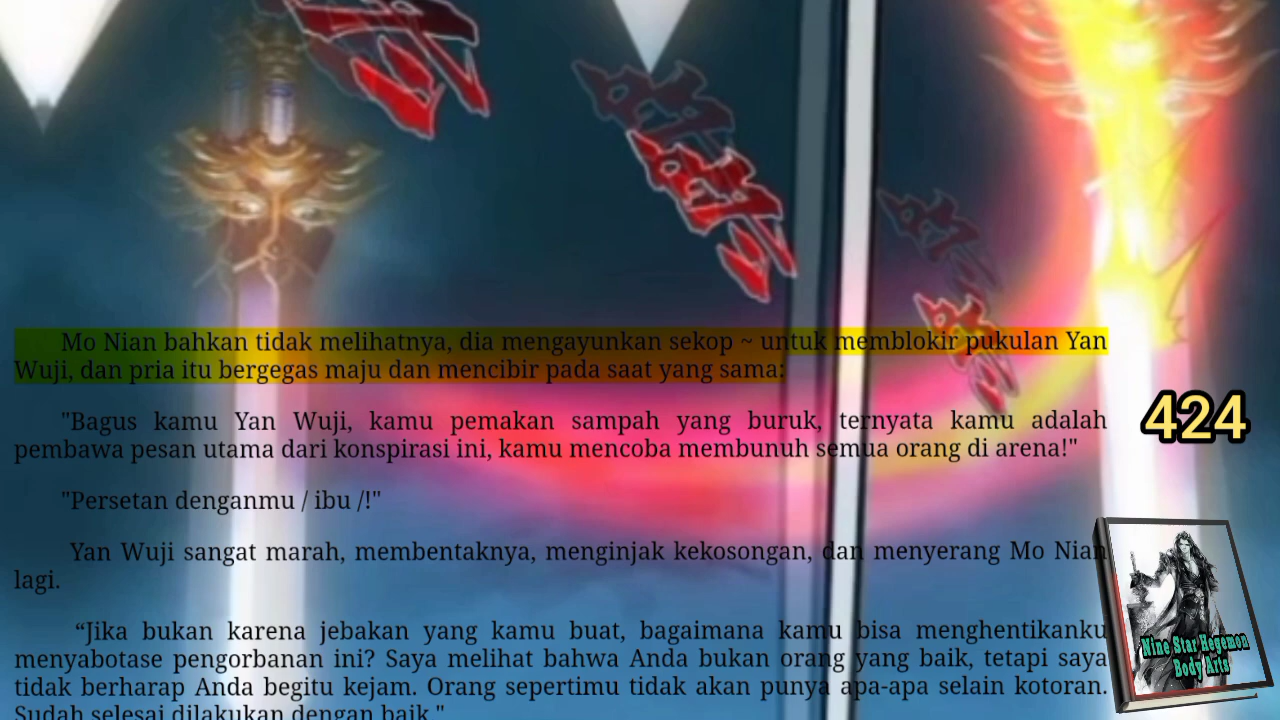 Mo Nian bahkan tidak melihatnya, dia mengayunkan sekop ~ untuk memblokir pukulan Yan
Wuji, dan pria itu bergegas maju dan mencibir pada saat yang sama:
"Bagus kamu Yan Wuji, kamu pemakan sampah yang buruk, ternyata kamu adalah
pembawa pesan utama dari konspirasi ini, kamu mencoba membunuh semua orang di arena!"
"Persetan denganmu / ibu /!"
Yan Wuji sangat marah, membentaknya, menginjak kekosongan, dan menyerang Mo Nian
lagi.
“Jika bukan karena jebakan yang kamu buat, bagaimana kamu bisa menghentikanku
menyabotase pengorbanan ini? Saya melihat bahwa Anda bukan orang yang baik, tetapi saya
tidak berharap Anda begitu kejam. Orang sepertimu tidak akan punya apa-apa selain kotoran.
Sudah selesai dilakukan dengan baik."
424
Nine Star Hegemon
Body Arts